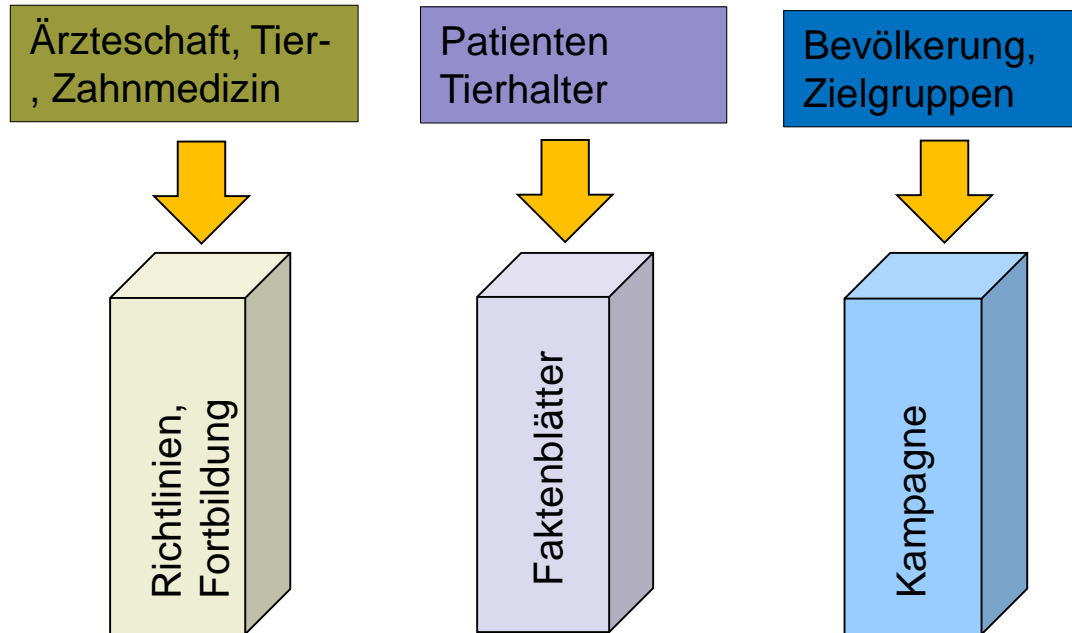 Ärzteschaft, Tier-
, Zahnmedizin
Patienten
Tierhalter
Bevölkerung,
Zielgruppen
Richtlinien,
Fortbildung
Faktenblätter
Kampagne